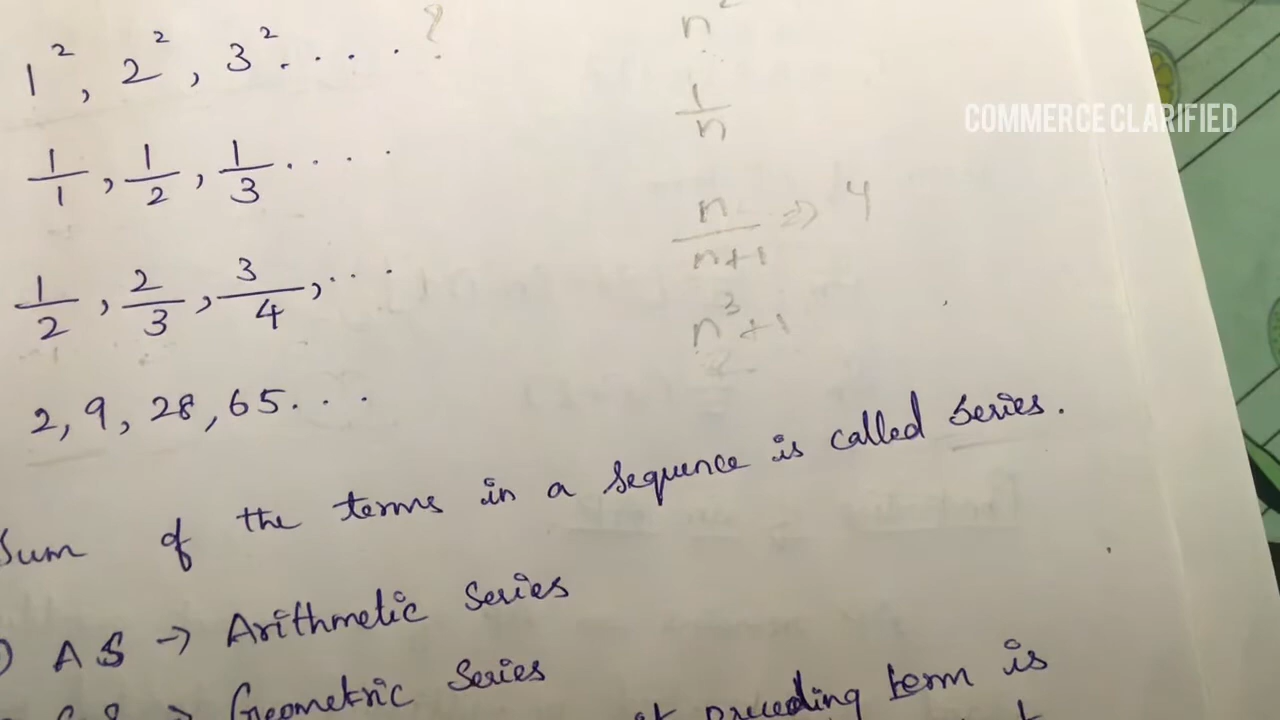 1², 2², 3² . . . . ? n²
COMMERCE CLARIFIED
1/1, 1/2, 1/3 . . . . 1/n
1/2, 2/3, 3/4, . . . n/n+1 => 4
2, 9, 28, 65 . . . n³+1
Sum of the terms in a sequence is called series.
) AS → Arithmetic Series
→ Geometric Series
preceding term is